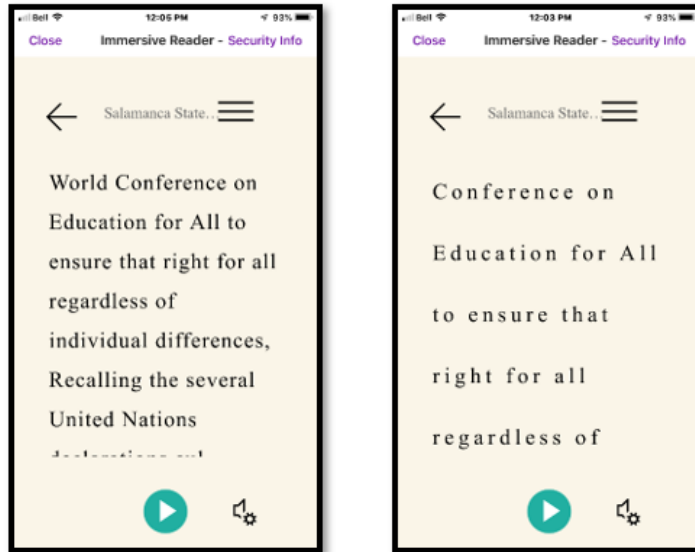 Bell 12:06 PM 93%
Close Immersive Reader - Security Info
Salamanca State...
World Conference on
Education for All to
ensure that right for all
regardless of
individual differences,
Recalling the several
United Nations
Bell 12:03 PM 93%
Close Immersive Reader - Security Info
Salamanca State...
Conference on
Education for All
to ensure that
right for all
regardless of